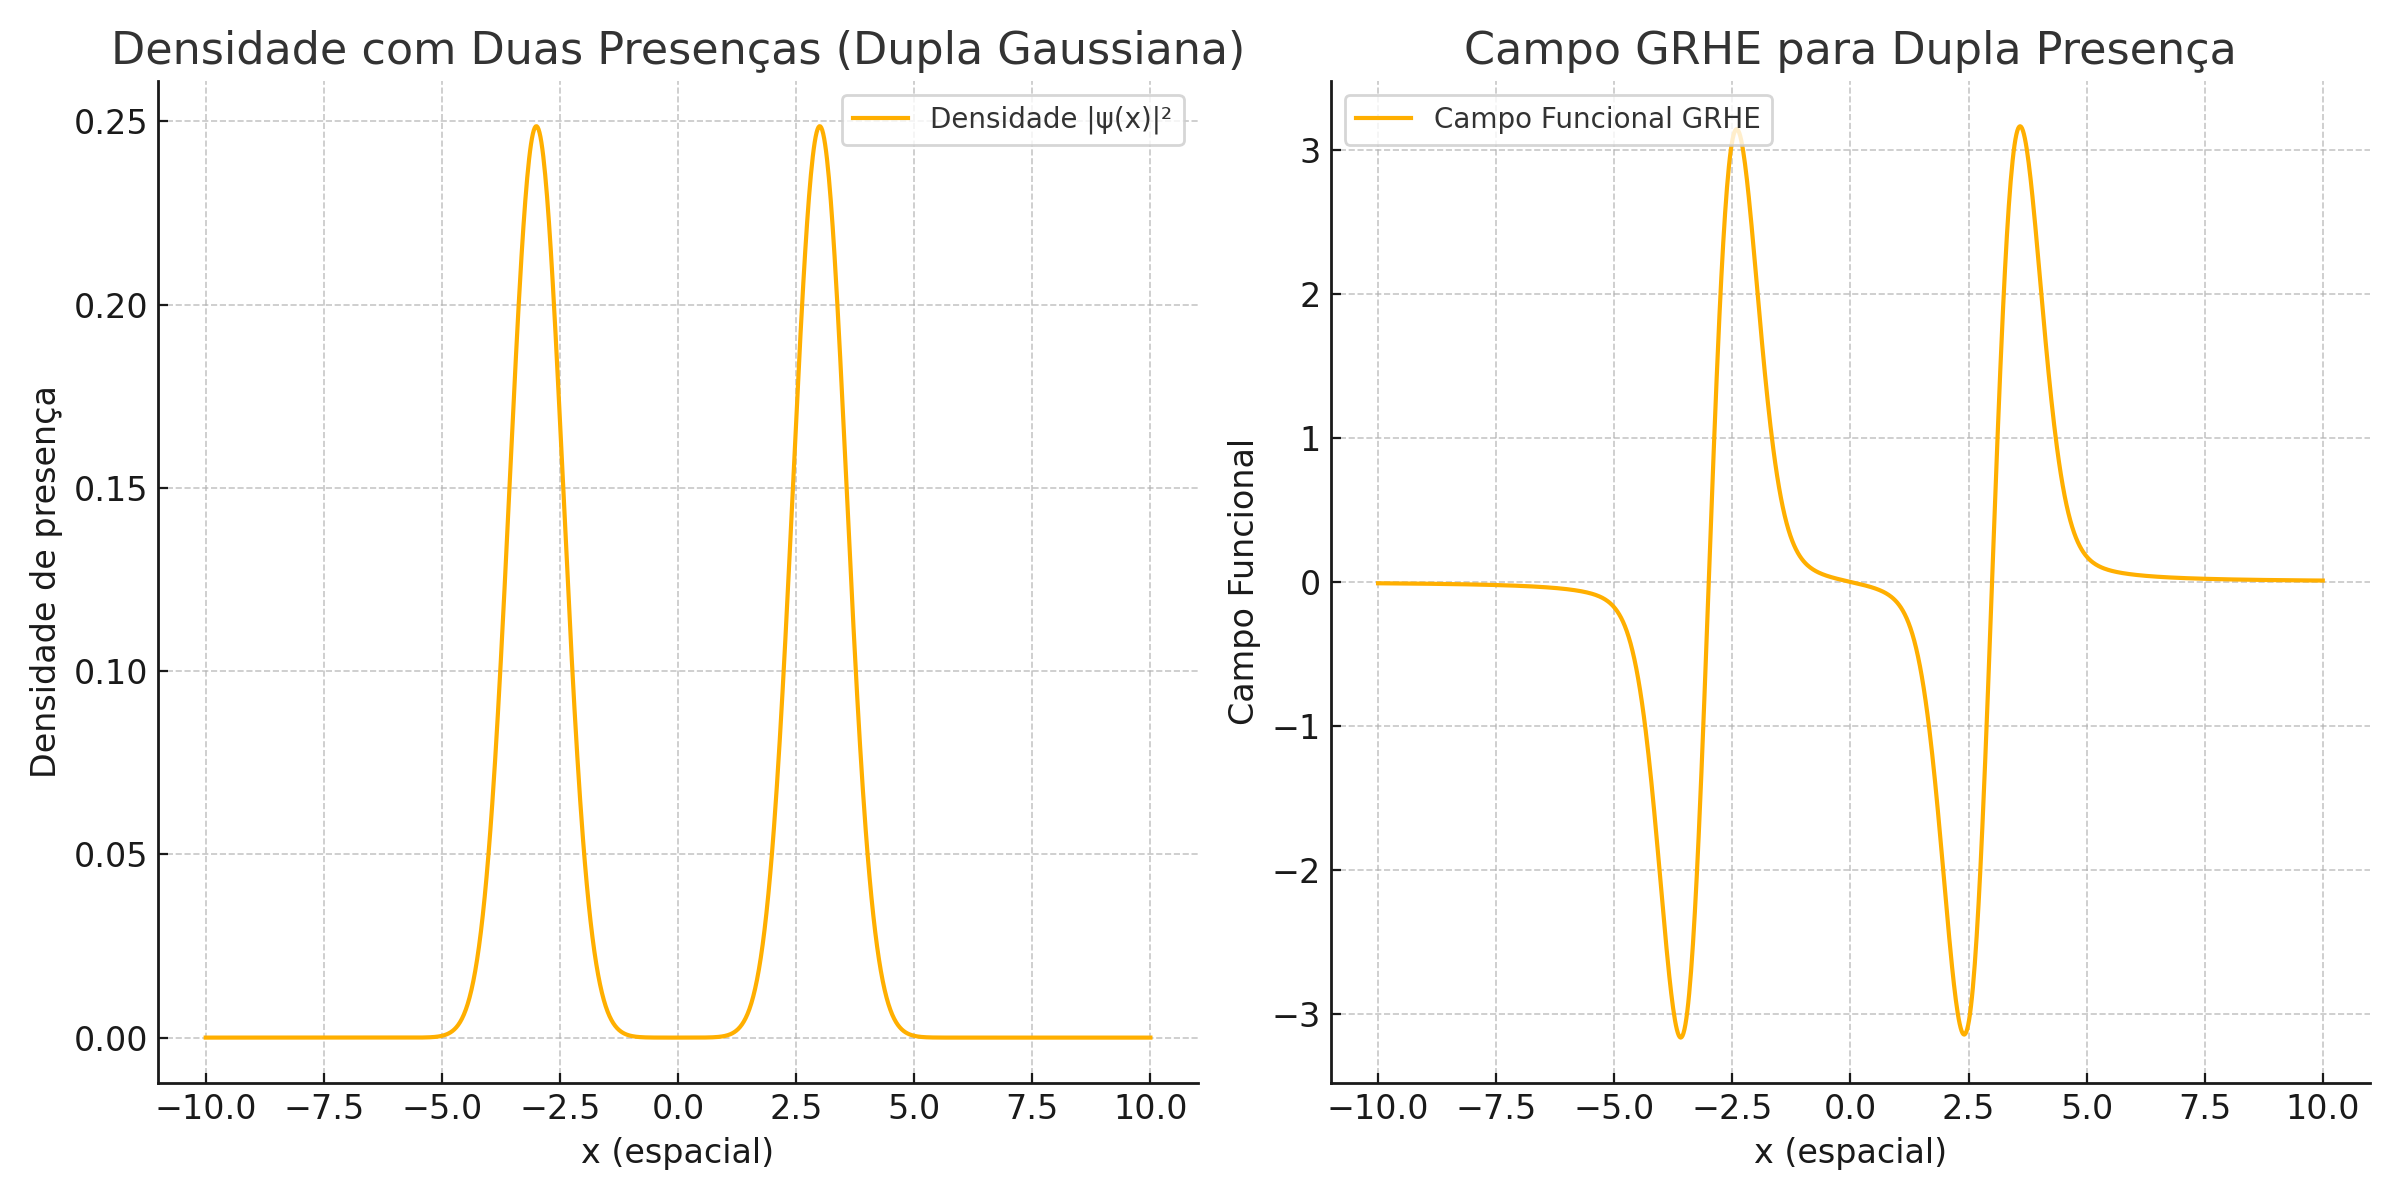 Densidade com Duas Presenças (Dupla Gaussiana)
Densidade |ψ(x)|²
Densidade de presença
0.25
0.20
0.15
0.10
0.05
0.00
−10.0 −7.5 −5.0 −2.5 0.0 2.5 5.0 7.5 10.0
x (espacial)
Campo GRHE para Dupla Presença
Campo Funcional GRHE
Campo Funcional
3
2
1
0
−1
−2
−3
−10.0 −7.5 −5.0 −2.5 0.0 2.5 5.0 7.5 10.0
x (espacial)